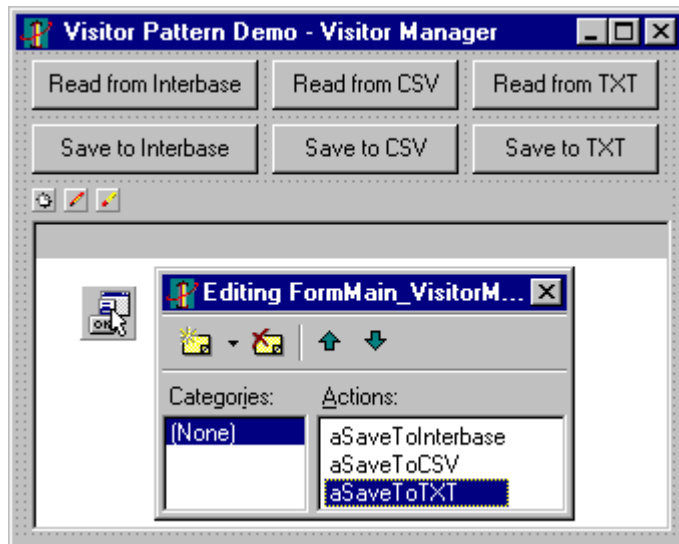 Visitor Pattern Demo - Visitor Manager
Read from Interbase
Read from CSV
Read from TXT
Save to Interbase
Save to CSV
Save to TXT
OK
Editing FormMain_VisitorM...
Categories:
Actions:
(None)
aSaveToInterbase
aSaveToCSV
aSaveToTXT